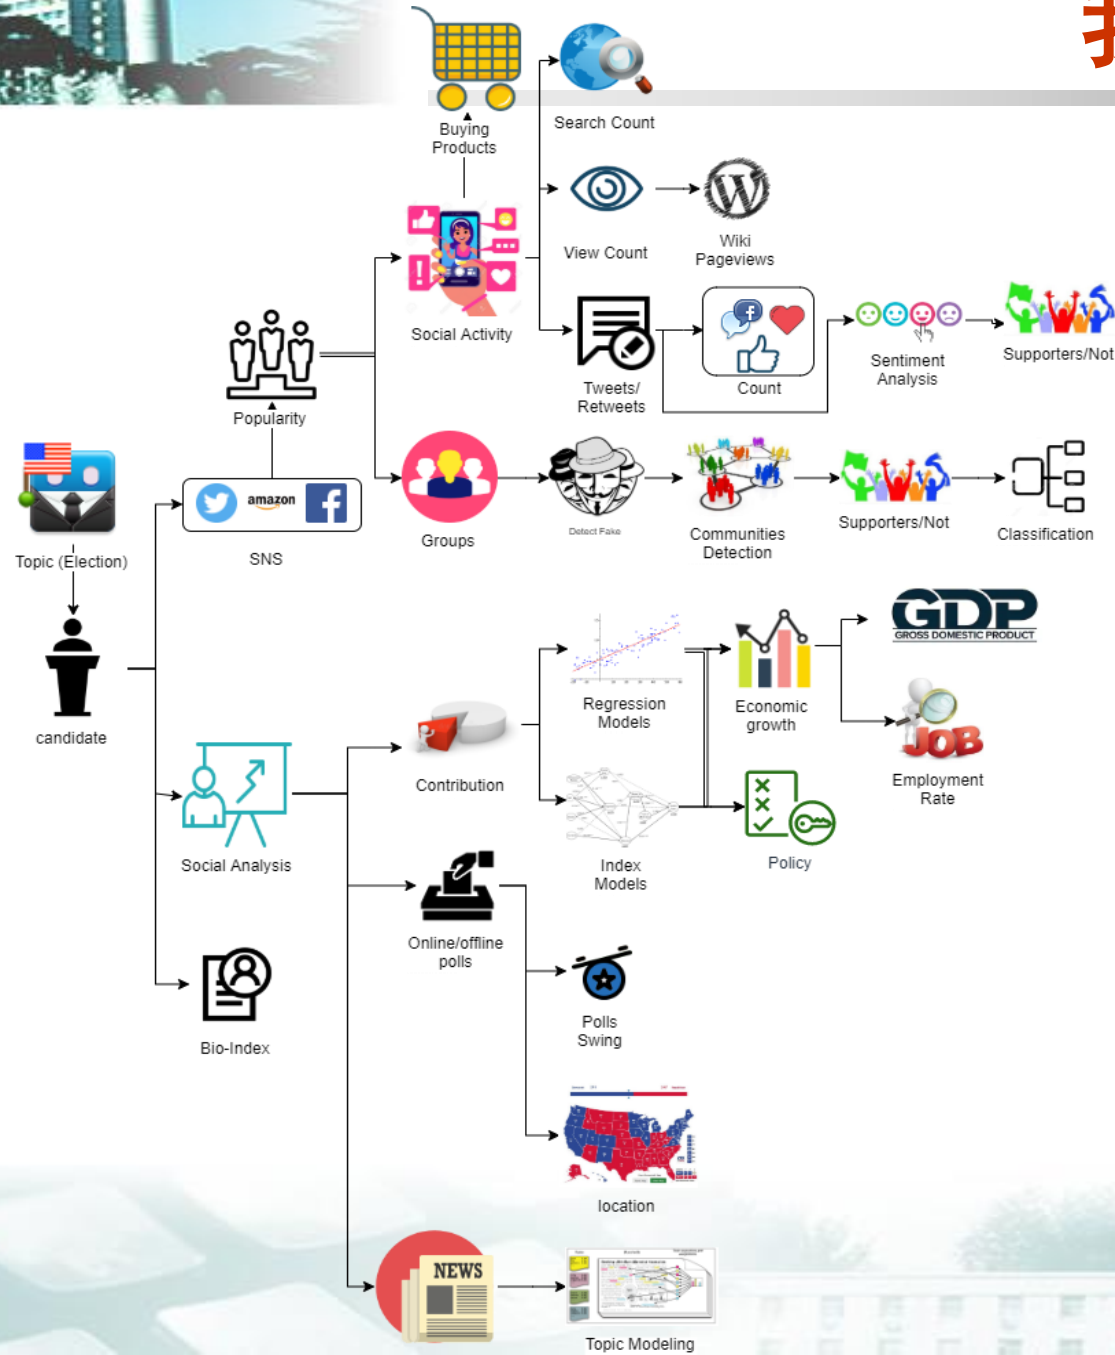 Buying
Products
Search Count
View Count
Wiki
Pageviews
Social Activity
Tweets/
Retweets
Count
Sentiment
Analysis
Supporters/Not
Popularity
Topic (Election)
amazon
SNS
Groups
Detect Fake
Communities
Detection
Supporters/Not
Classification
candidate
Contribution
Regression
Models
Economic
growth
GDP
GROSS DOMESTIC PRODUCT
JOB
Employment
Rate
Social Analysis
Index
Models
Policy
Online/offline
polls
Polls
Swing
Bio-Index
location
NEWS
Topic Modeling